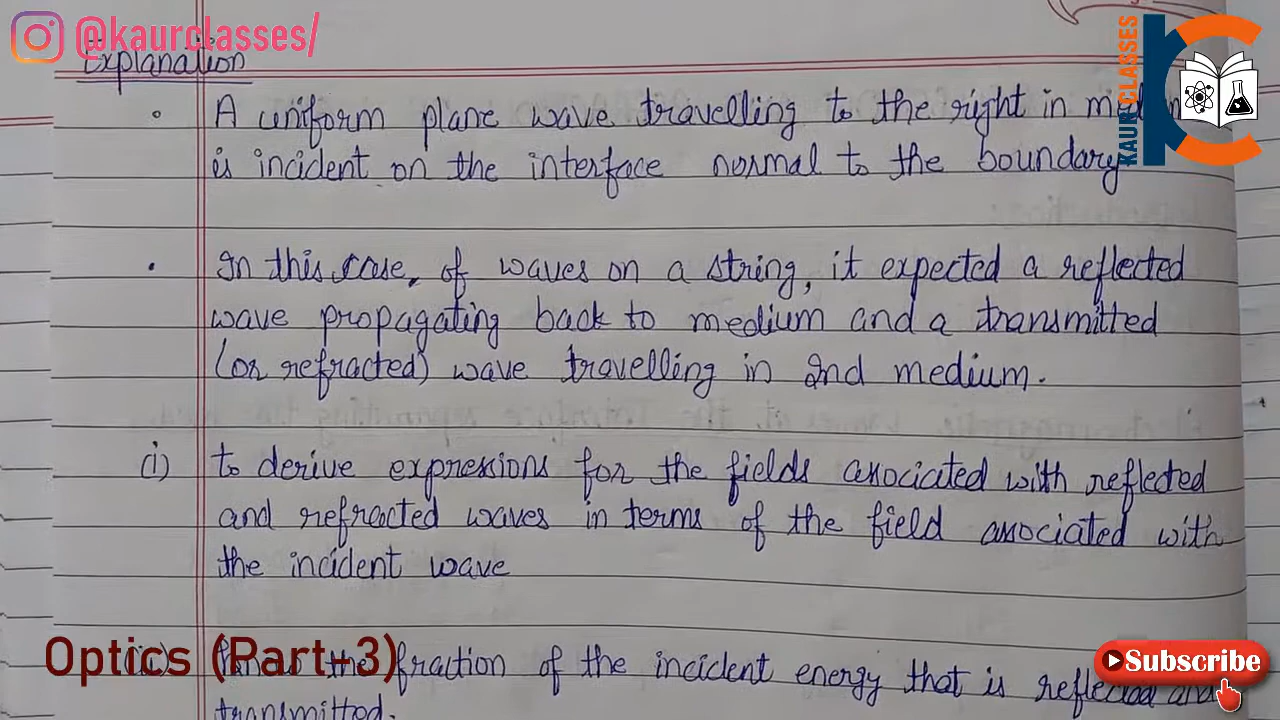 @kaurclasses/
Explanation
KAUR CLASSES
A uniform plane wave travelling to the right in
is incident on the interface normal to the boundary
In this case, of waves on a string, it expected a reflected
wave propagating back to medium and a transmitted
(or refracted) wave travelling in 2nd medium.
(i) to derive expressions for the fields associated with reflected
and refracted waves in terms of the field associated with
the incident wave
Optics (Part-3)
the fraction of the incident energy that is reflected and
transmitted.
Subscribe